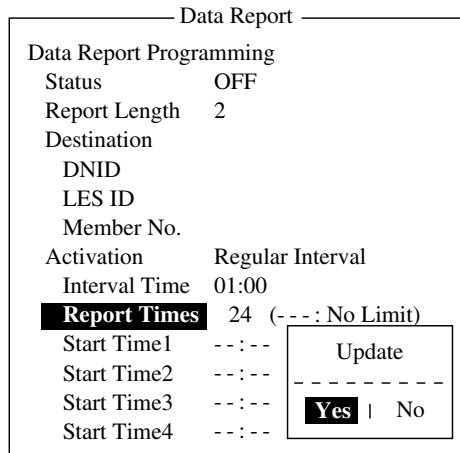 Data Report
Data Report Programming
Status OFF
Report Length 2
Destination
DNID
LES ID
Member No.
Activation Regular Interval
Interval Time 01:00
Report Times 24 (---: No Limit)
Start Time1 --:--
Start Time2 --:--
Start Time3 --:--
Start Time4 --:--
Update
Yes | No